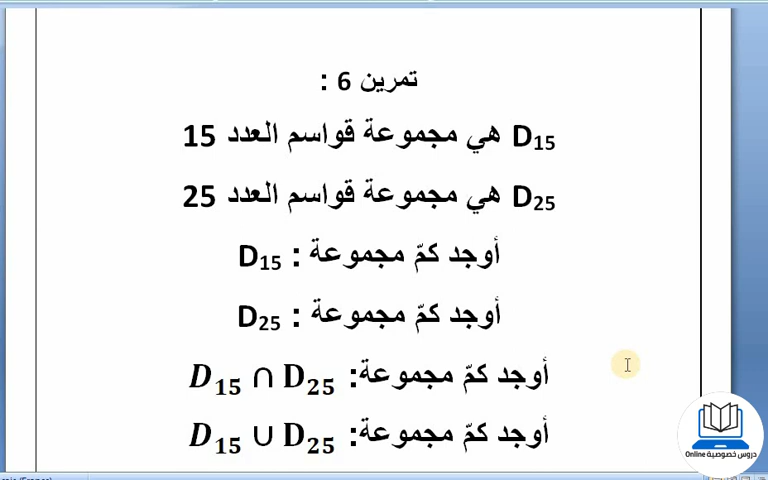 تمرين 6 :
D₁₅ هي مجموعة قواسم العدد 15
D₂₅ هي مجموعة قواسم العدد 25
أوجد كمّ مجموعة : D₁₅
أوجد كمّ مجموعة : D₂₅
أوجد كمّ مجموعة: D₁₅ ∩ D₂₅
أوجد كمّ مجموعة: D₁₅ ∪ D₂₅
دروس خصوصية Online